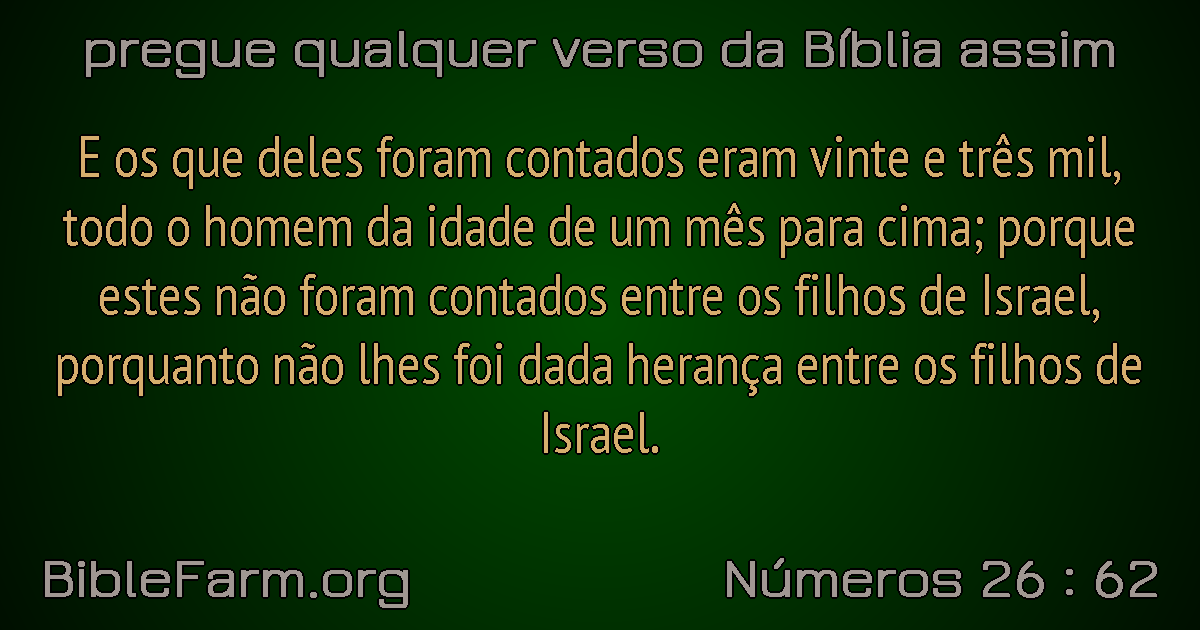 pregue qualquer verso da Bíblia assim
E os que deles foram contados eram vinte e três mil,
todo o homem da idade de um mês para cima; porque
estes não foram contados entre os filhos de Israel,
porquanto não lhes foi dada herança entre os filhos de
Israel.
BibleFarm.org
Números 26 : 62